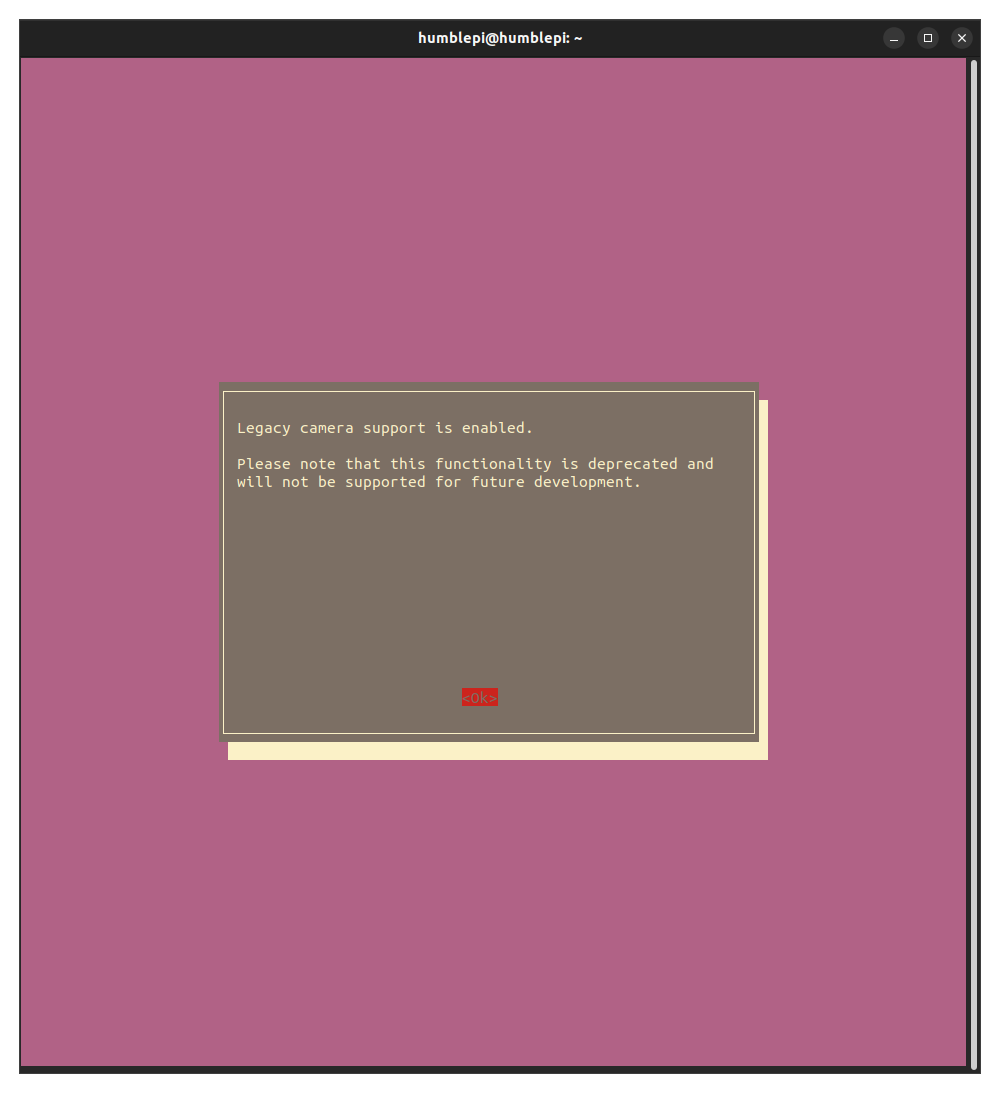 humblepi@humblepi: ~
Legacy camera support is enabled.
Please note that this functionality is deprecated and
will not be supported for future development.
<Ok>